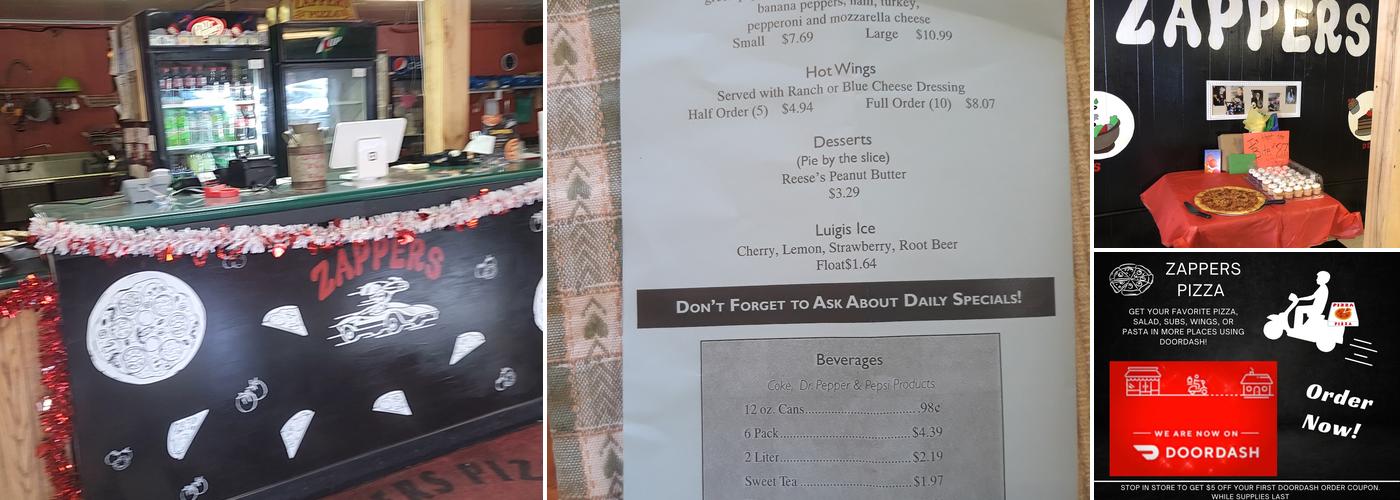 ZAPPERS
banana peppers, ham, turkey,
pepperoni and mozzarella cheese
Small $7.69 Large $10.99
Hot Wings
Served with Ranch or Blue Cheese Dressing
Half Order (5) $4.94 Full Order (10) $8.07
Desserts
(Pie by the slice)
Reese's Peanut Butter
$3.29
Luigis Ice
Cherry, Lemon, Strawberry, Root Beer
Float$1.64
DON'T FORGET TO ASK ABOUT DAILY SPECIALS!
Beverages
Coke, Dr. Pepper & Pepsi Products
12 oz. Cans..............................98¢
6 Pack..............................$4.39
2 Liter..............................$2.19
Sweet Tea..............................$1.97
ZAPPERS
ZAPPERS
PIZZA
GET YOUR FAVORITE PIZZA,
SALAD, SUBS, WINGS, OR
PASTA IN MORE PLACES USING
DOORDASH!
PIZZA
PIZZA
Order
Now!
WE ARE NOW ON
DOORDASH
STOP IN STORE TO GET $5 OFF YOUR FIRST DOORDASH ORDER COUPON.
WHILE SUPPLIES LAST